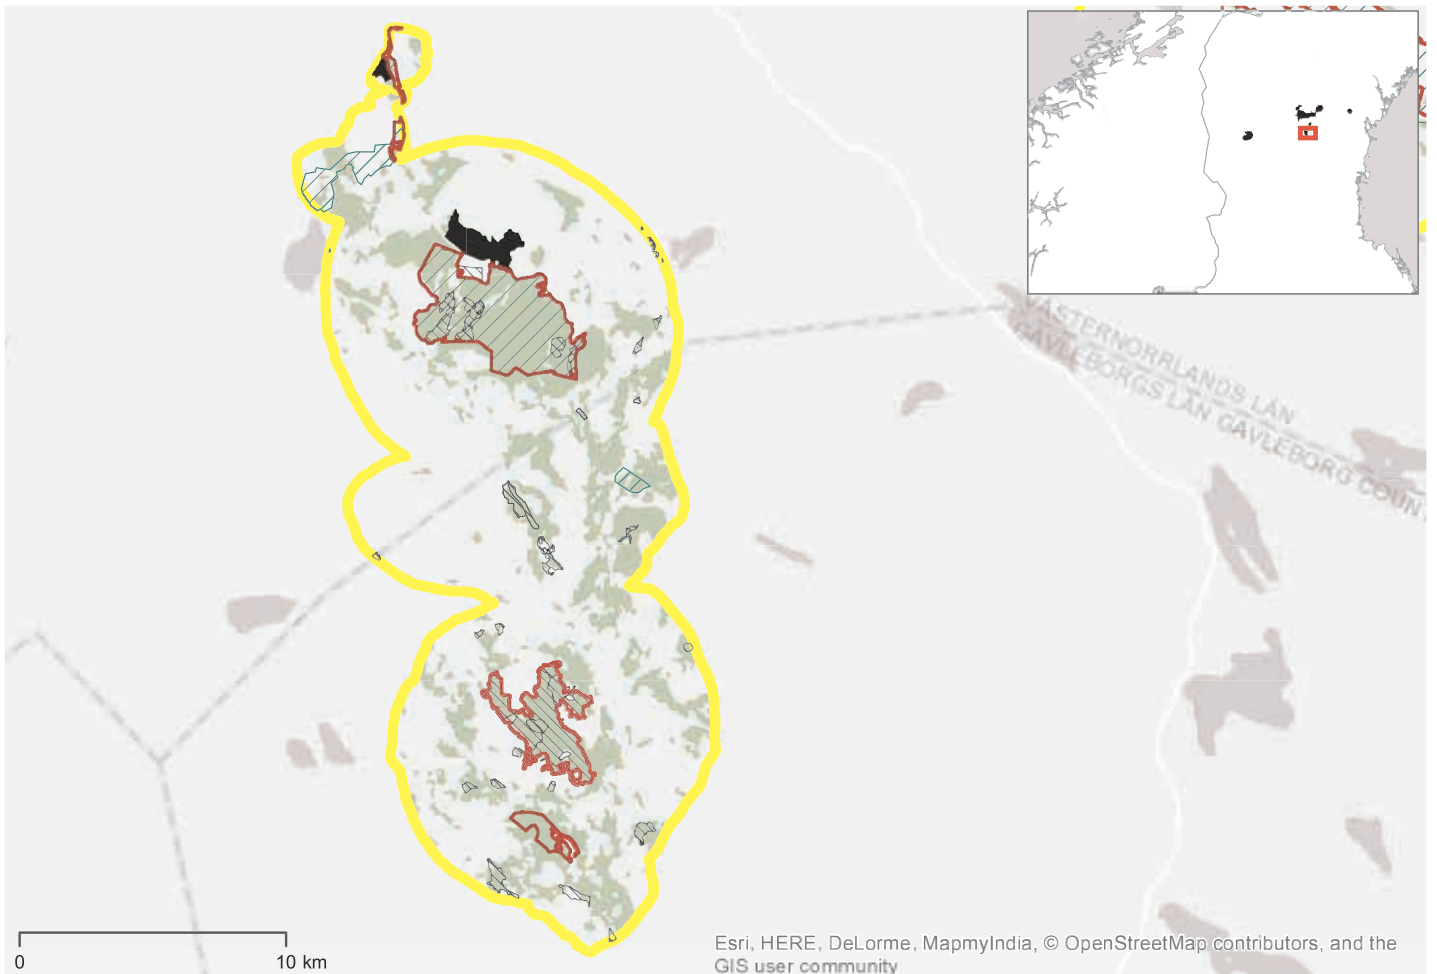 VÄSTERNORRLANDS LÄN
GÄVLEBORGS LÄN GÄVLEBORG COUNT
0 10 km
Esri, HERE, DeLorme, MapmyIndia, © OpenStreetMap contributors, and the
GIS user community